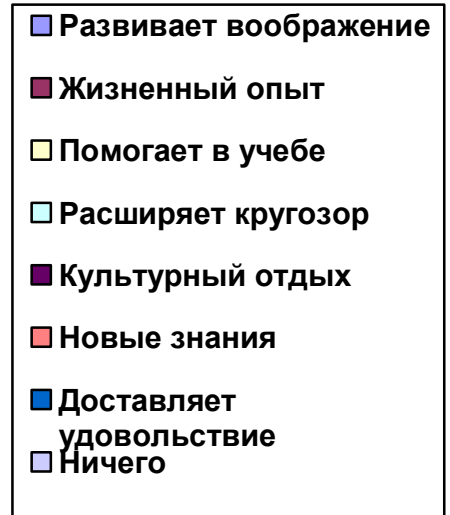 Развивает воображение
Жизненный опыт
Помогает в учебе
Расширяет кругозор
Культурный отдых
Новые знания
Доставляет
удовольствие
Ничего